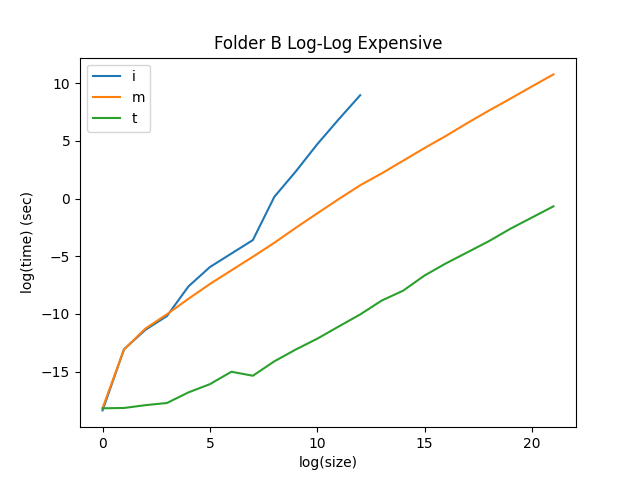 Folder B Log-Log Expensive
i
m
t
log(time) (sec)
10
5
0
−5
−10
−15
0
5
10
15
20
log(size)